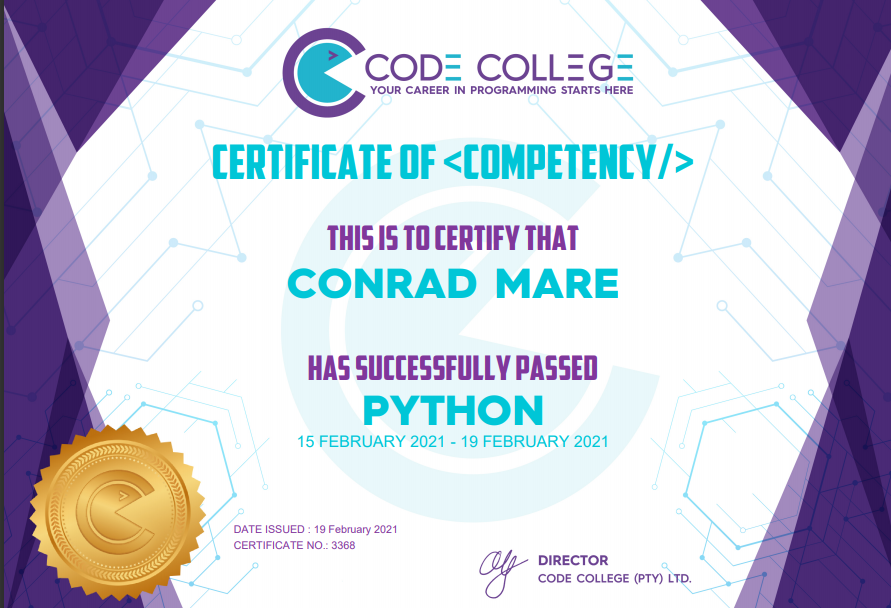 CODE COLLEGE
YOUR CAREER IN PROGRAMMING STARTS HERE
CERTIFICATE OF <COMPETENCY/>
THIS IS TO CERTIFY THAT
CONRAD MARE
HAS SUCCESSFULLY PASSED
PYTHON
15 FEBRUARY 2021 - 19 FEBRUARY 2021
DATE ISSUED : 19 February 2021
CERTIFICATE NO.: 3368
DIRECTOR
CODE COLLEGE (PTY) LTD.